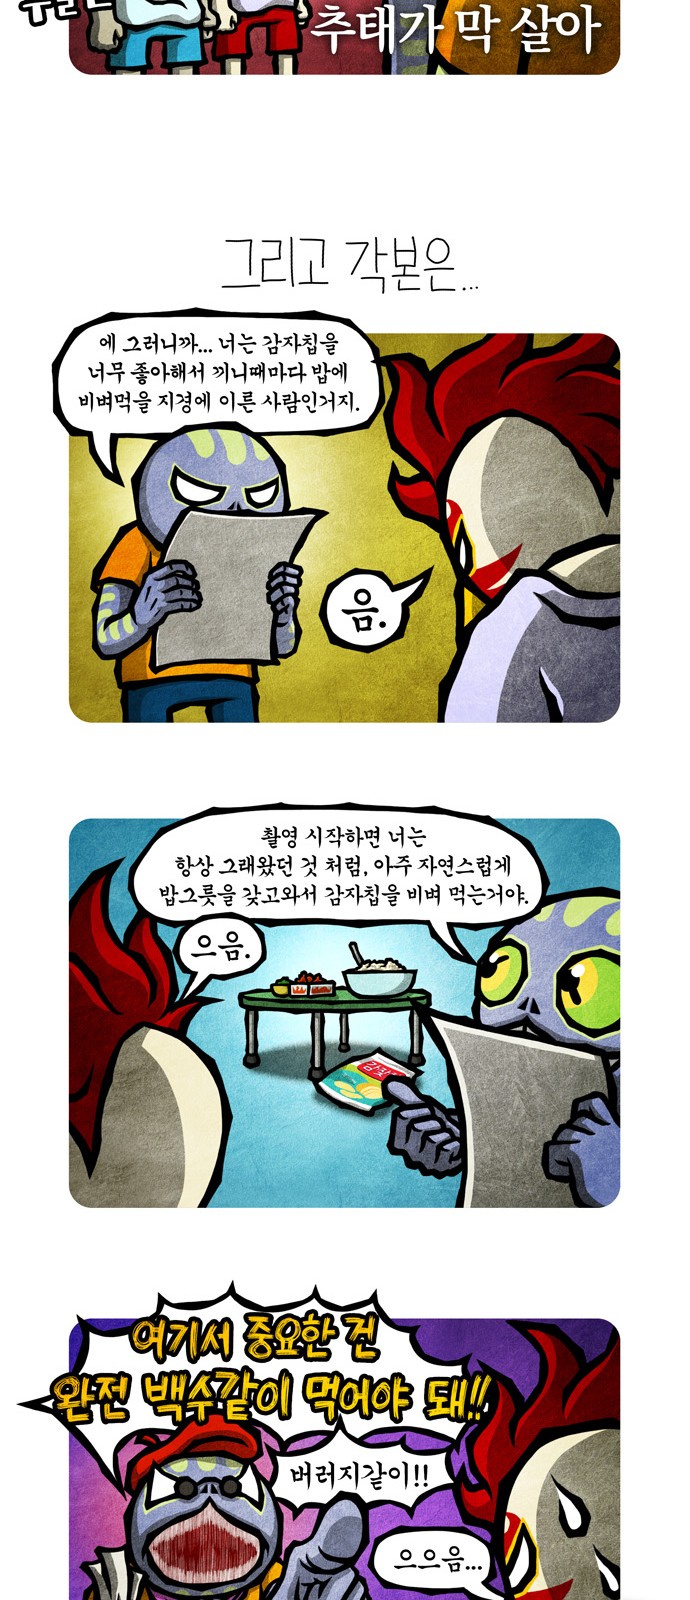 추태가 막 살아
그리고 각본은...
에 그러니까... 너는 감자칩을
너무 좋아해서 끼니때마다 밥에
비벼먹을 지경에 이른 사람인거지.
음.
촬영 시작하면 너는
항상 그래왔던 것 처럼, 아주 자연스럽게
밥그릇을 갖고와서 감자칩을 비벼 먹는거야.
으음.
여기서 중요한 건
완전 백수같이 먹어야 돼!!
버러지같이!!
으으음...